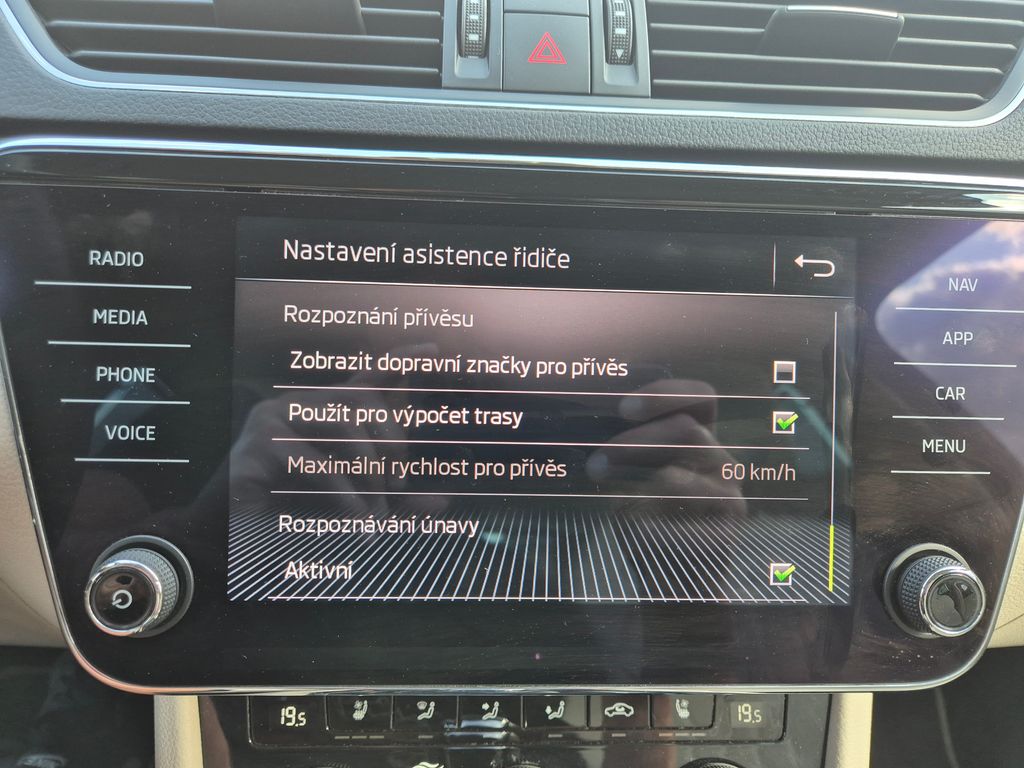 RADIO
MEDIA
PHONE
VOICE
Nastavení asistence řidiče
Rozpoznání přívěsu
Zobrazit dopravní značky pro přívěs
Použít pro výpočet trasy
Maximální rychlost pro přívěs 60 km/h
Rozpoznávání únavy
Aktivní
NAV
APP
CAR
MENU
19.5
19.5